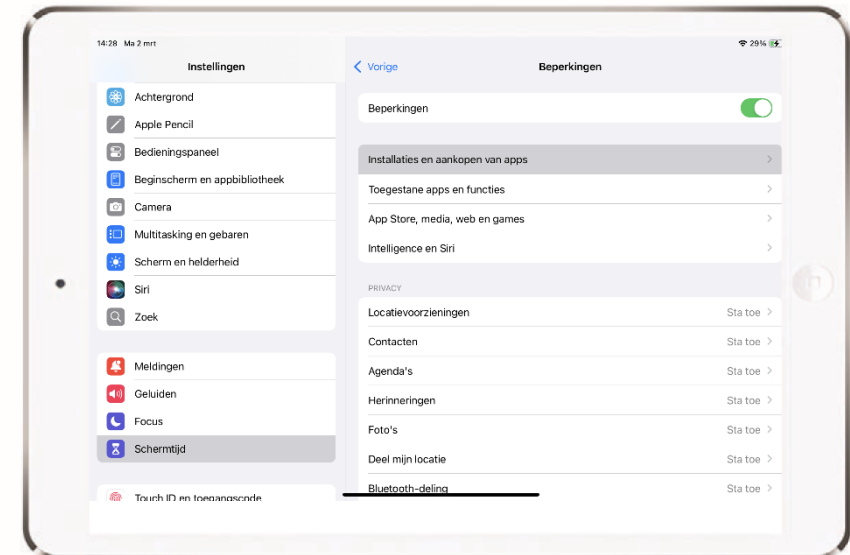 14:28 Ma 2 mrt
29%
Instellingen
Achtergrond
Apple Pencil
Bedieningspaneel
Beginscherm en appbibliotheek
Camera
Multitasking en gebaren
Scherm en helderheid
Siri
Zoek
Meldingen
Geluiden
Focus
Schermtijd
Touch ID en toegangscode
Vorige
Beperkingen
Beperkingen
Installaties en aankopen van apps
Toegestane apps en functies
App Store, media, web en games
Intelligence en Siri
PRIVACY
Locatievoorzieningen Sta toe
Contacten Sta toe
Agenda's Sta toe
Herinneringen Sta toe
Foto's Sta toe
Deel mijn locatie Sta toe
Bluetooth-deling Sta toe